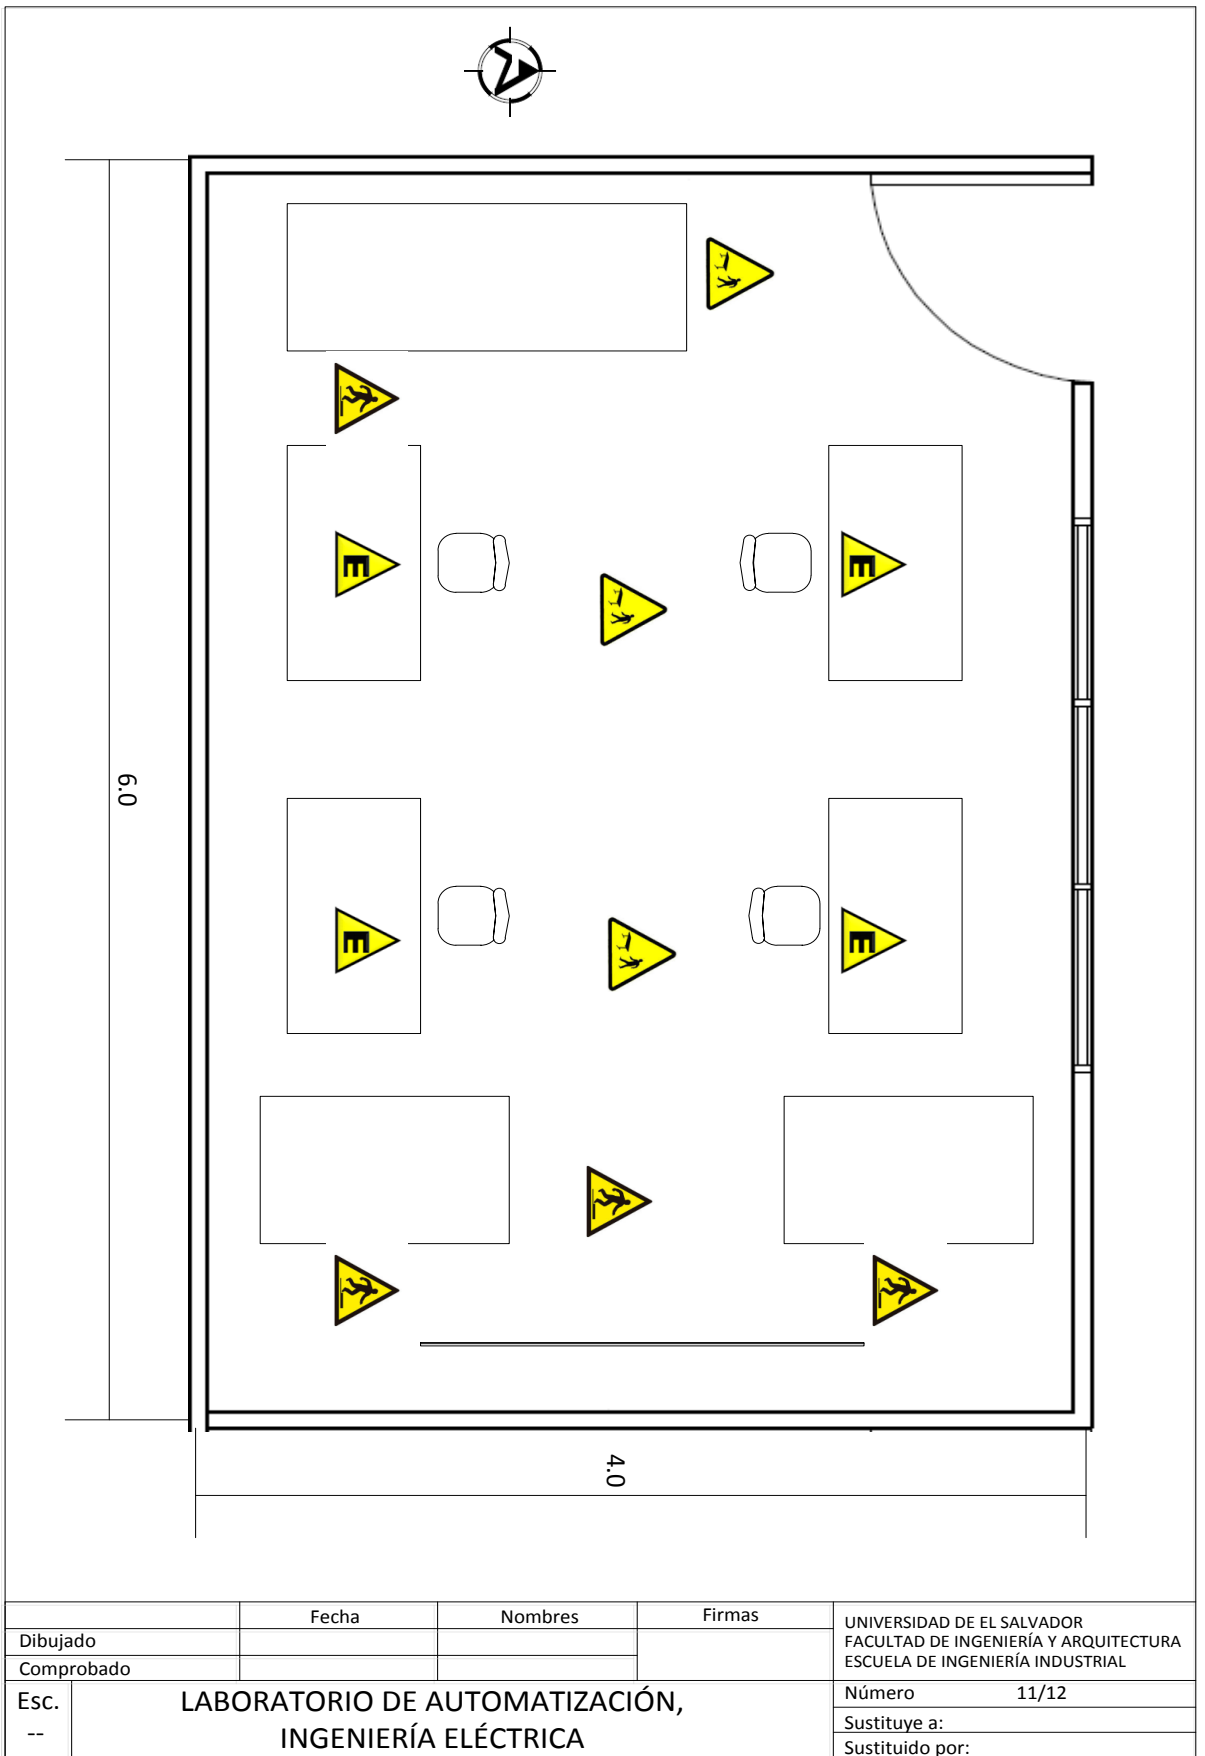 6.0
E
E
E
E
4.0
Fecha
Nombres
Firmas
Dibujado
Comprobado
UNIVERSIDAD DE EL SALVADOR
FACULTAD DE INGENIERÍA Y ARQUITECTURA
ESCUELA DE INGENIERÍA INDUSTRIAL
Esc.
--
LABORATORIO DE AUTOMATIZACIÓN,
INGENIERÍA ELÉCTRICA
Número 11/12
Sustituye a:
Sustituido por: